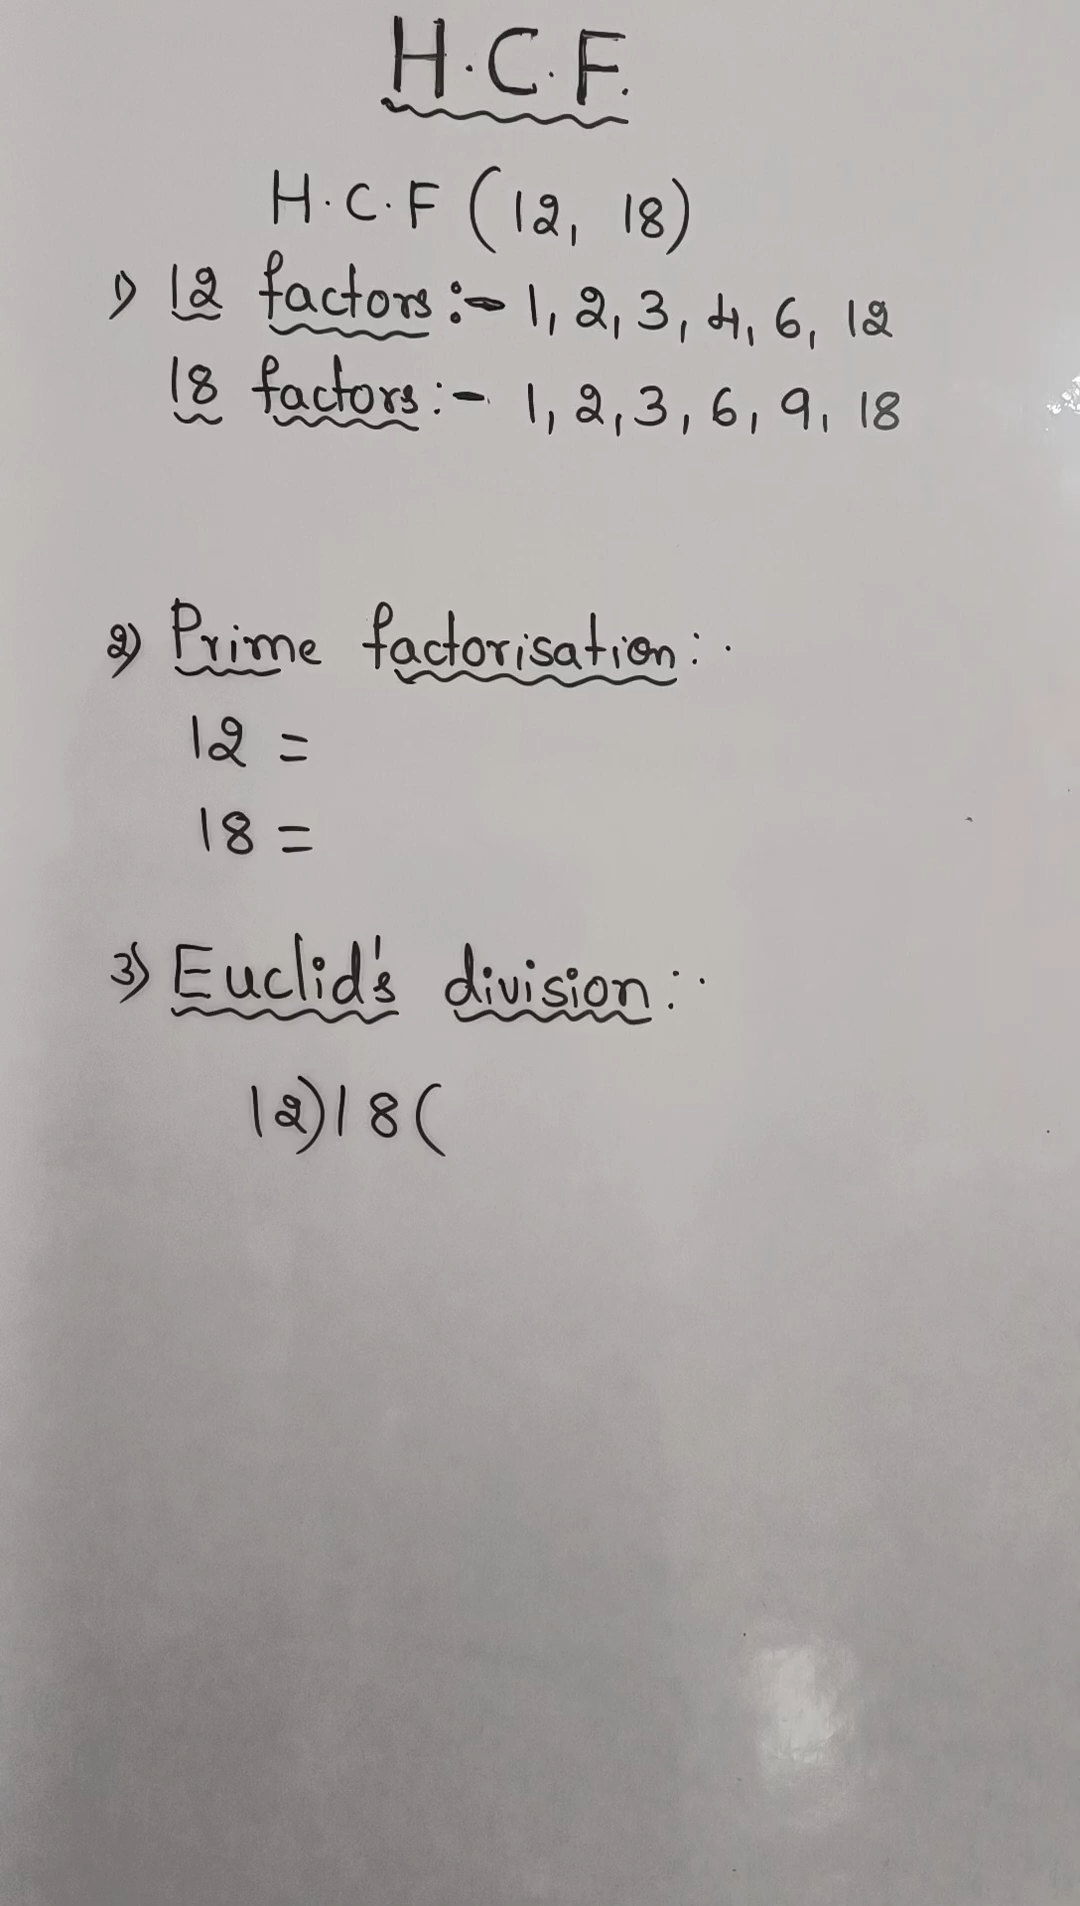 H.C.F.
H.C.F (12, 18)
1) 12 factors :- 1, 2, 3, 4, 6, 12
18 factors :- 1, 2, 3, 6, 9, 18
2) Prime factorisation :-
12 =
18 =
3) Euclid's division :-
12)18(